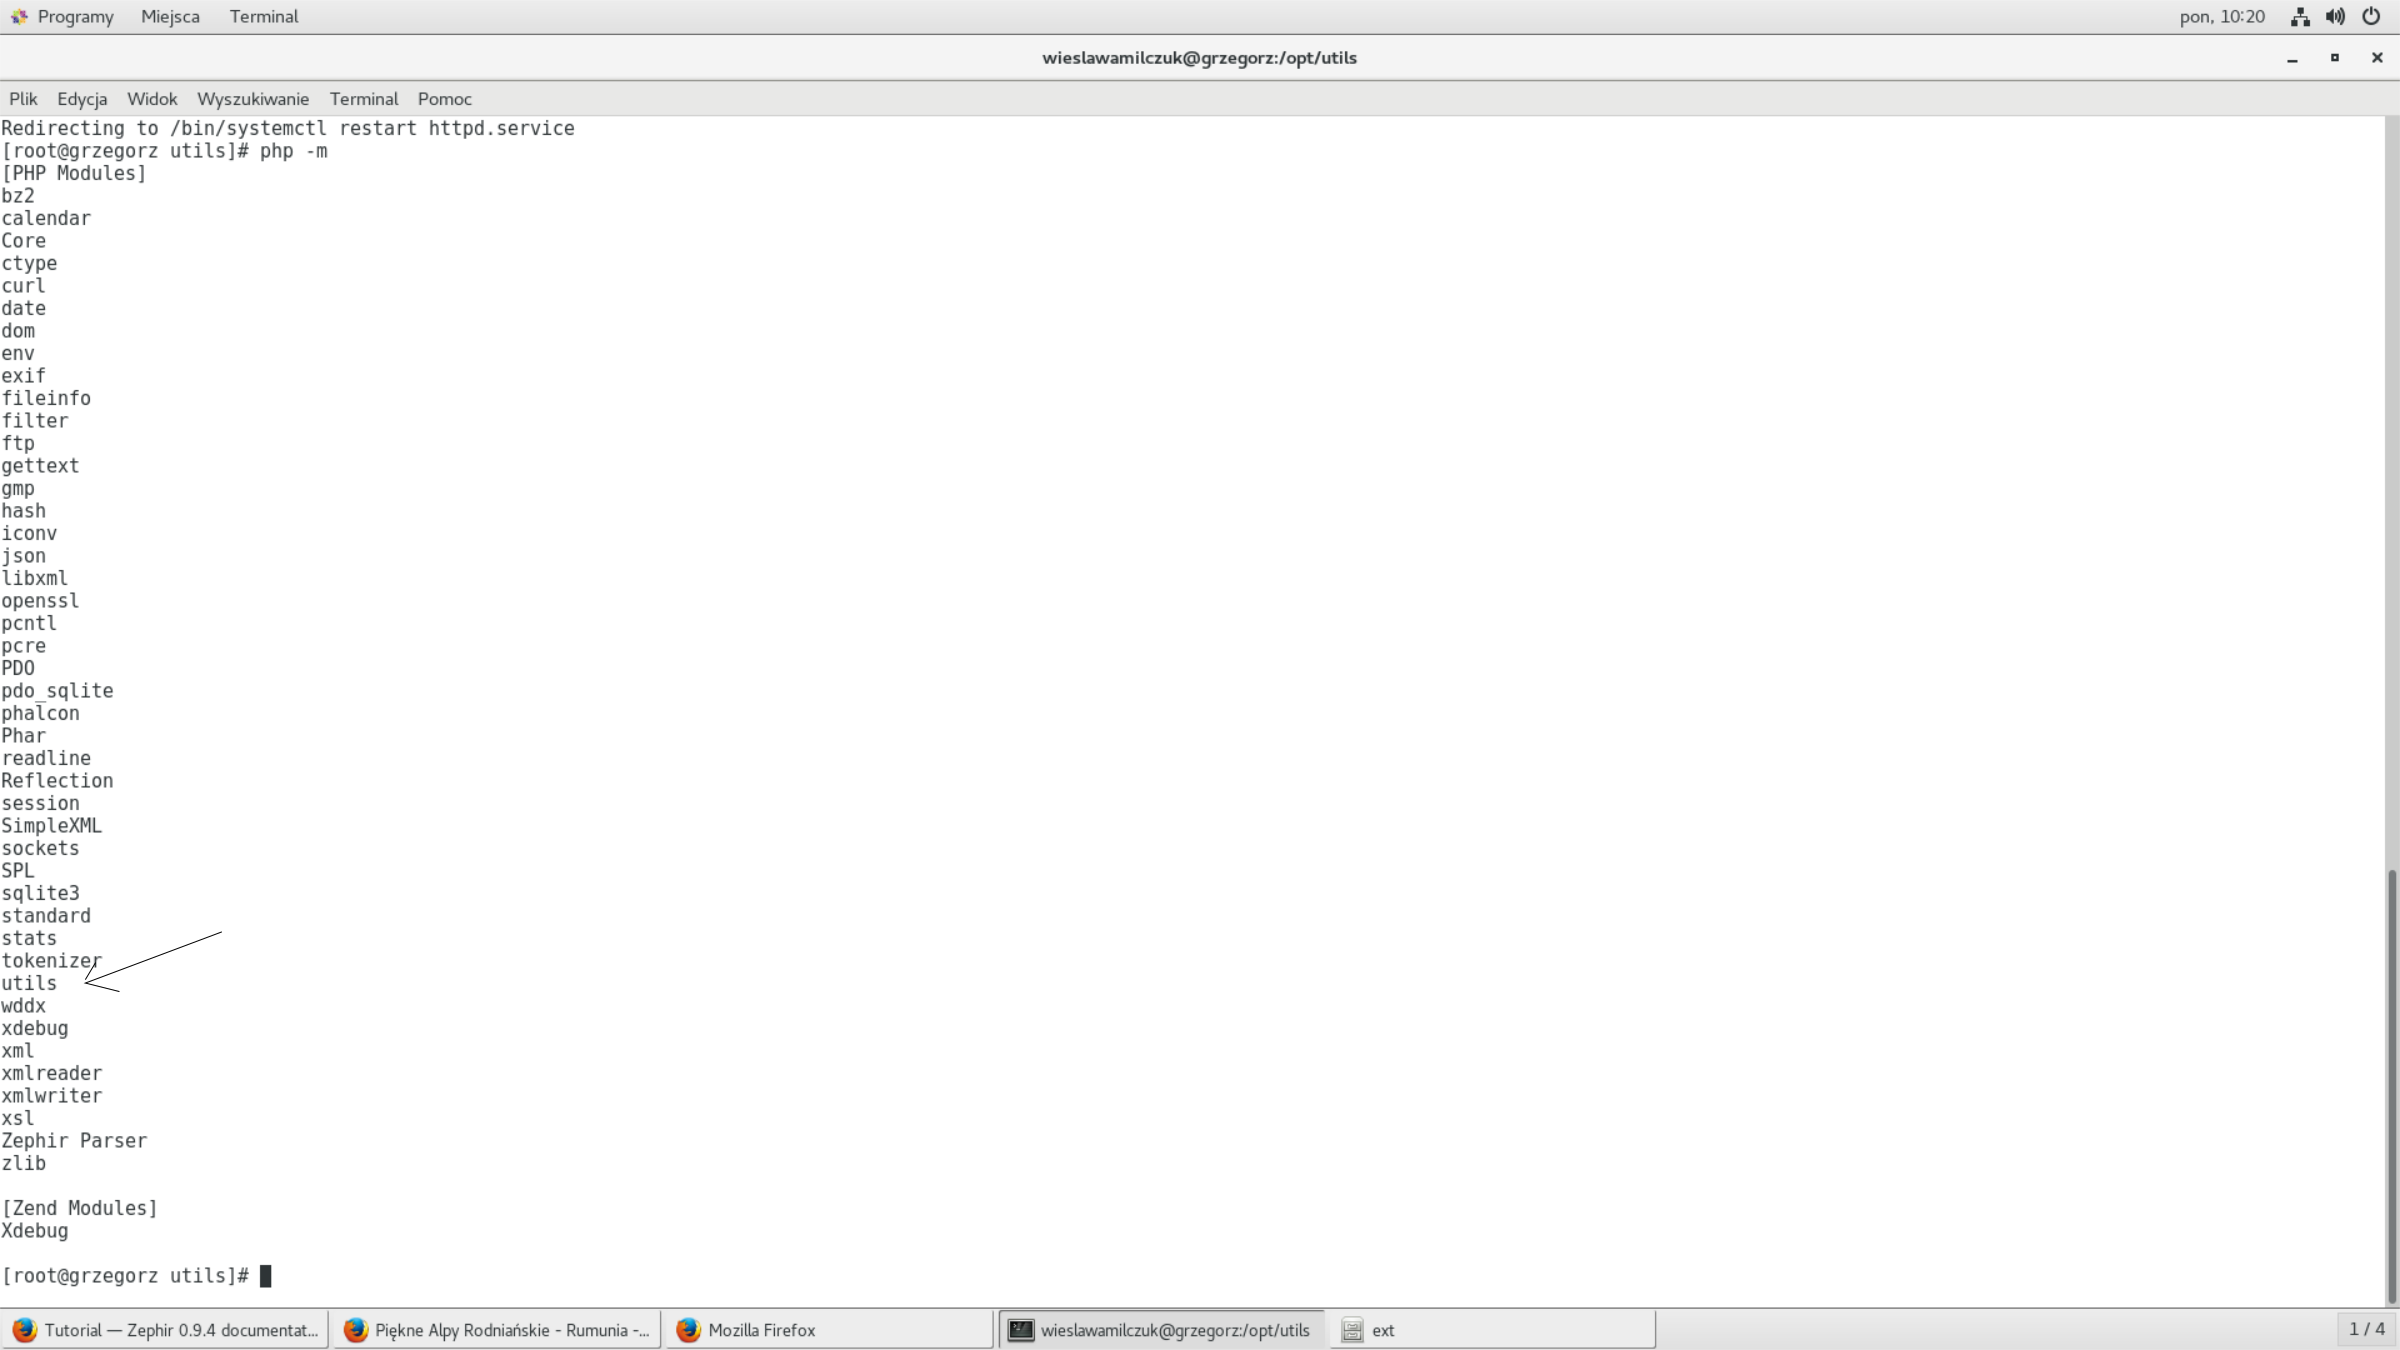 Programy Miejsca Terminal pon, 10:20
wieslawamilczuk@grzegorz:/opt/utils
Plik Edycja Widok Wyszukiwanie Terminal Pomoc
Redirecting to /bin/systemctl restart httpd.service
[root@grzegorz utils]# php -m
[PHP Modules]
bz2
calendar
Core
ctype
curl
date
dom
env
exif
fileinfo
filter
ftp
gettext
gmp
hash
iconv
json
libxml
openssl
pcntl
pcre
PDO
pdo_sqlite
phalcon
Phar
readline
Reflection
session
SimpleXML
sockets
SPL
sqlite3
standard
stats
tokenizer
utils
wddx
xdebug
xml
xmlreader
xmlwriter
xsl
Zephir Parser
zlib
[Zend Modules]
Xdebug
[root@grzegorz utils]#
Tutorial — Zephir 0.9.4 documentat... Piękne Alpy Rodniańskie - Rumunia -... Mozilla Firefox wieslawamilczuk@grzegorz:/opt/utils ext 1 / 4